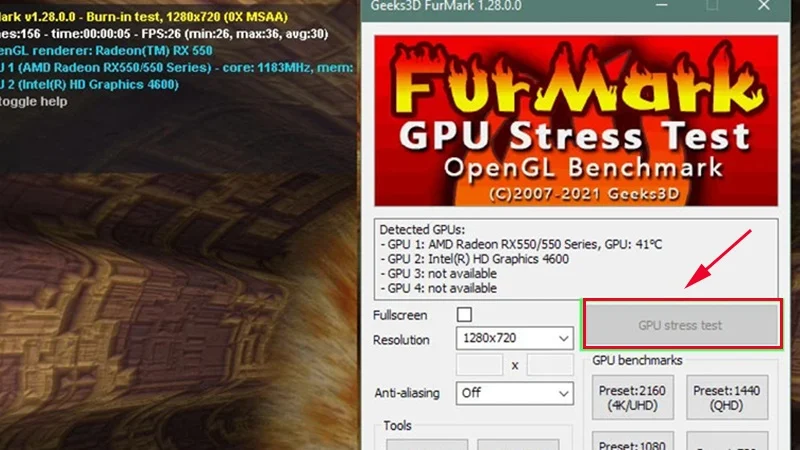 ark v1.28.0.0 - Burn-in test, 1280x720 (0X MSAA)
es:156 - time:00:00:05 - FPS:26 (min:26, max:36, avg:30)
enGL renderer: Radeon(TM) RX 550
U 1 (AMD Radeon RX550/550 Series) - core: 1183MHz, mem:
U 2 (Intel(R) HD Graphics 4600)
toggle help
Geeks3D FurMark 1.28.0.0
FurMark
GPU Stress Test
OpenGL Benchmark
(C)2007-2021 Geeks3D
Detected GPUs:
- GPU 1: AMD Radeon RX550/550 Series, GPU: 41°C
- GPU 2: Intel(R) HD Graphics 4600
- GPU 3: not available
- GPU 4: not available
Fullscreen
Resolution
1280x720
x
Anti-aliasing
Off
GPU stress test
GPU benchmarks
Preset:2160
(4K/UHD)
Preset:1440
(QHD)
Tools
Preset:1080